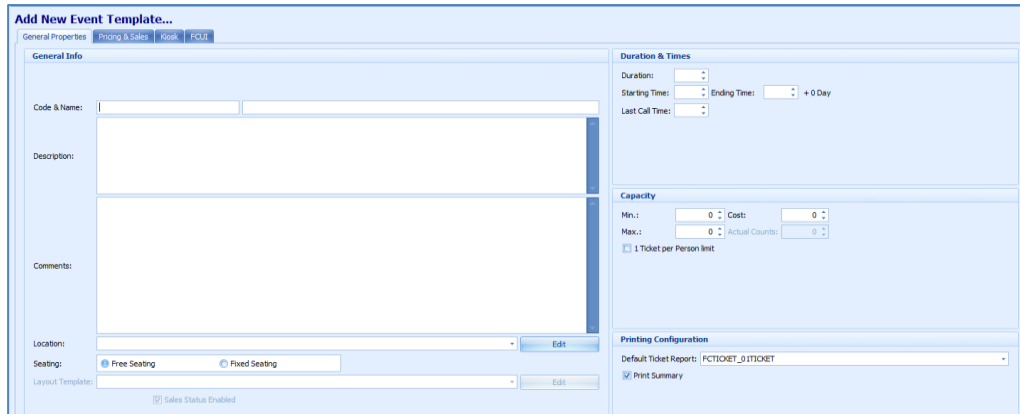 Add New Event Template...
General Properties Pricing & Sales Kiosk FCUI
General Info
Code & Name:
Description:
Comments:
Location: Edit
Seating: Free Seating Fixed Seating
Layout Template: Edit
Sales Status Enabled
Duration & Times
Duration:
Starting Time: Ending Time: + 0 Day
Last Call Time:
Capacity
Min.: 0 Cost: 0
Max.: 0 Actual Counts: 0
1 Ticket per Person limit
Printing Configuration
Default Ticket Report: FCTICKET_01TICKET
Print Summary